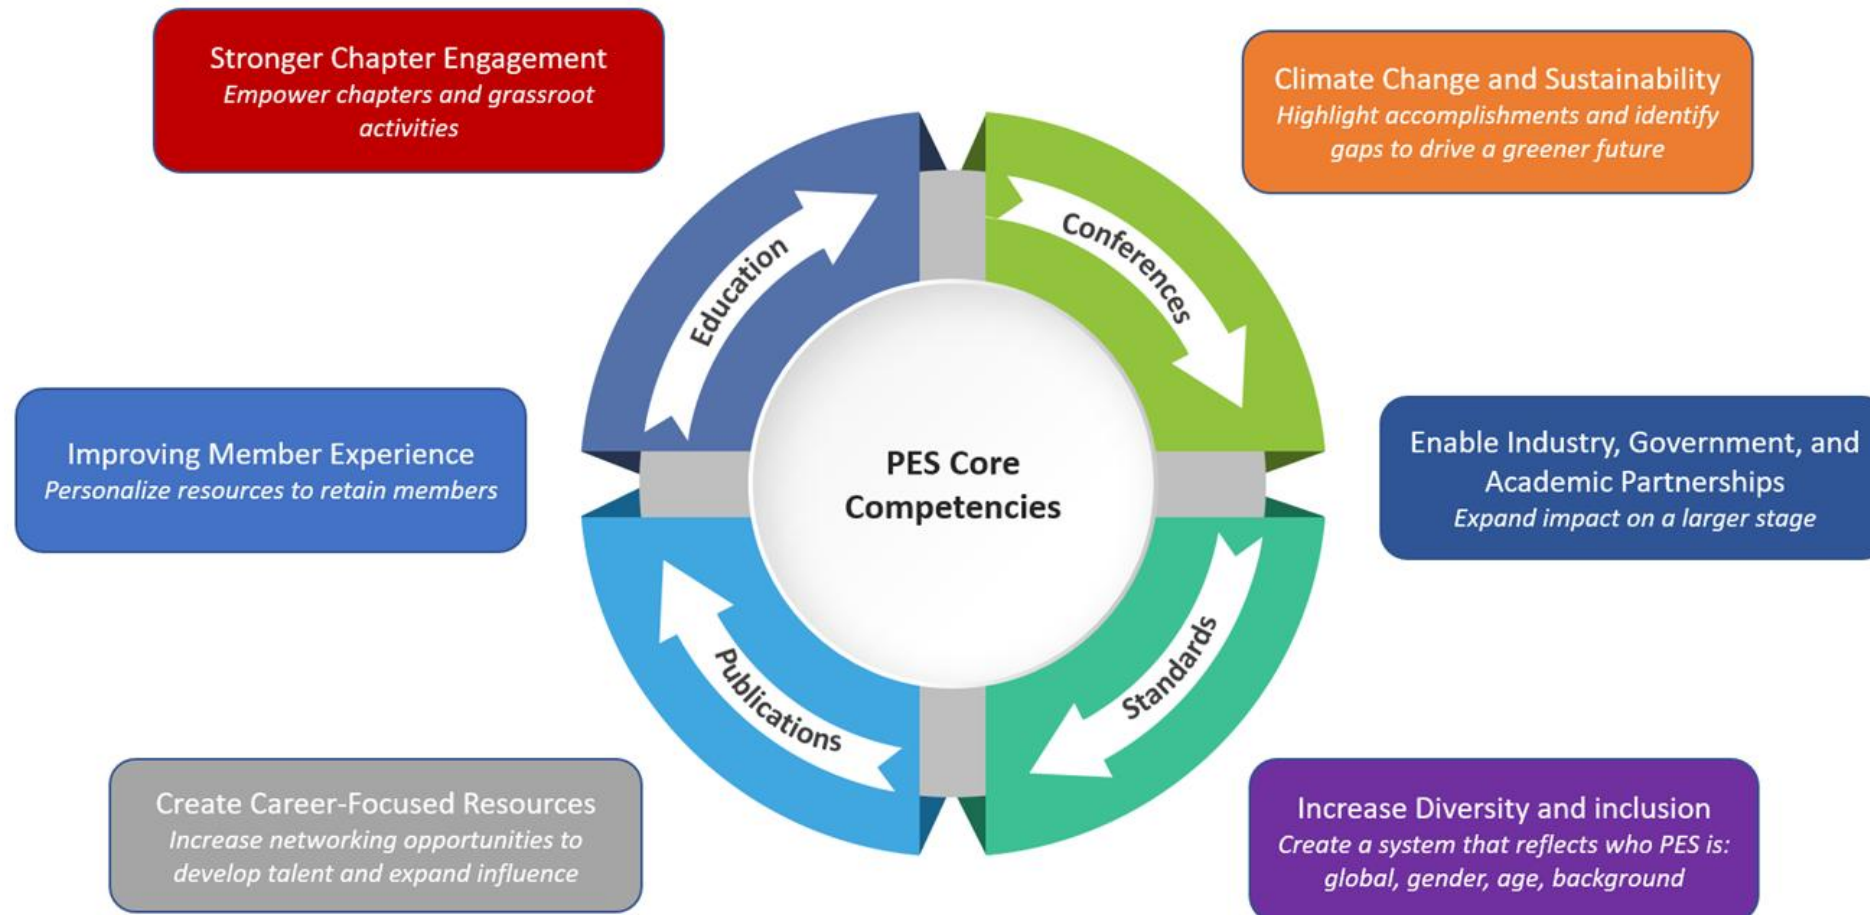 Stronger Chapter Engagement
Empower chapters and grassroot
activities
Climate Change and Sustainability
Highlight accomplishments and identify
gaps to drive a greener future
Education
Conferences
Improving Member Experience
Personalize resources to retain members
PES Core
Competencies
Enable Industry, Government, and
Academic Partnerships
Expand impact on a larger stage
Publications
Standards
Create Career-Focused Resources
Increase networking opportunities to
develop talent and expand influence
Increase Diversity and inclusion
Create a system that reflects who PES is:
global, gender, age, background